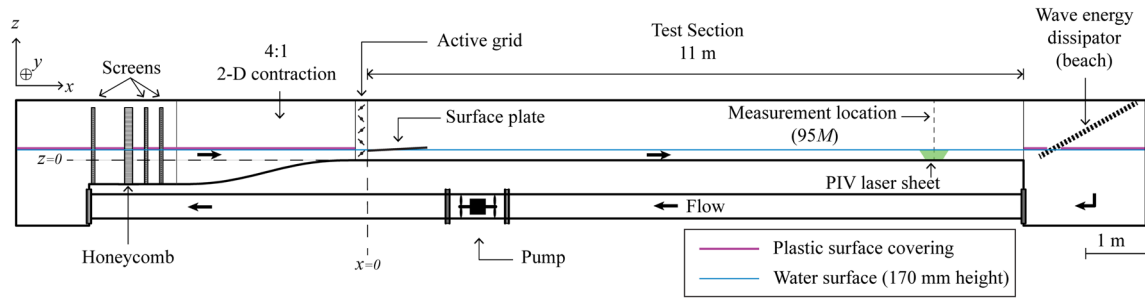 z
y
x
Screens
4:1
2-D contraction
Active grid
Test Section
11 m
Wave energy
dissipator
(beach)
Surface plate
Measurement location
(95M)
z=0
PIV laser sheet
Flow
Honeycomb
x=0
Pump
Plastic surface covering
Water surface (170 mm height)
1 m